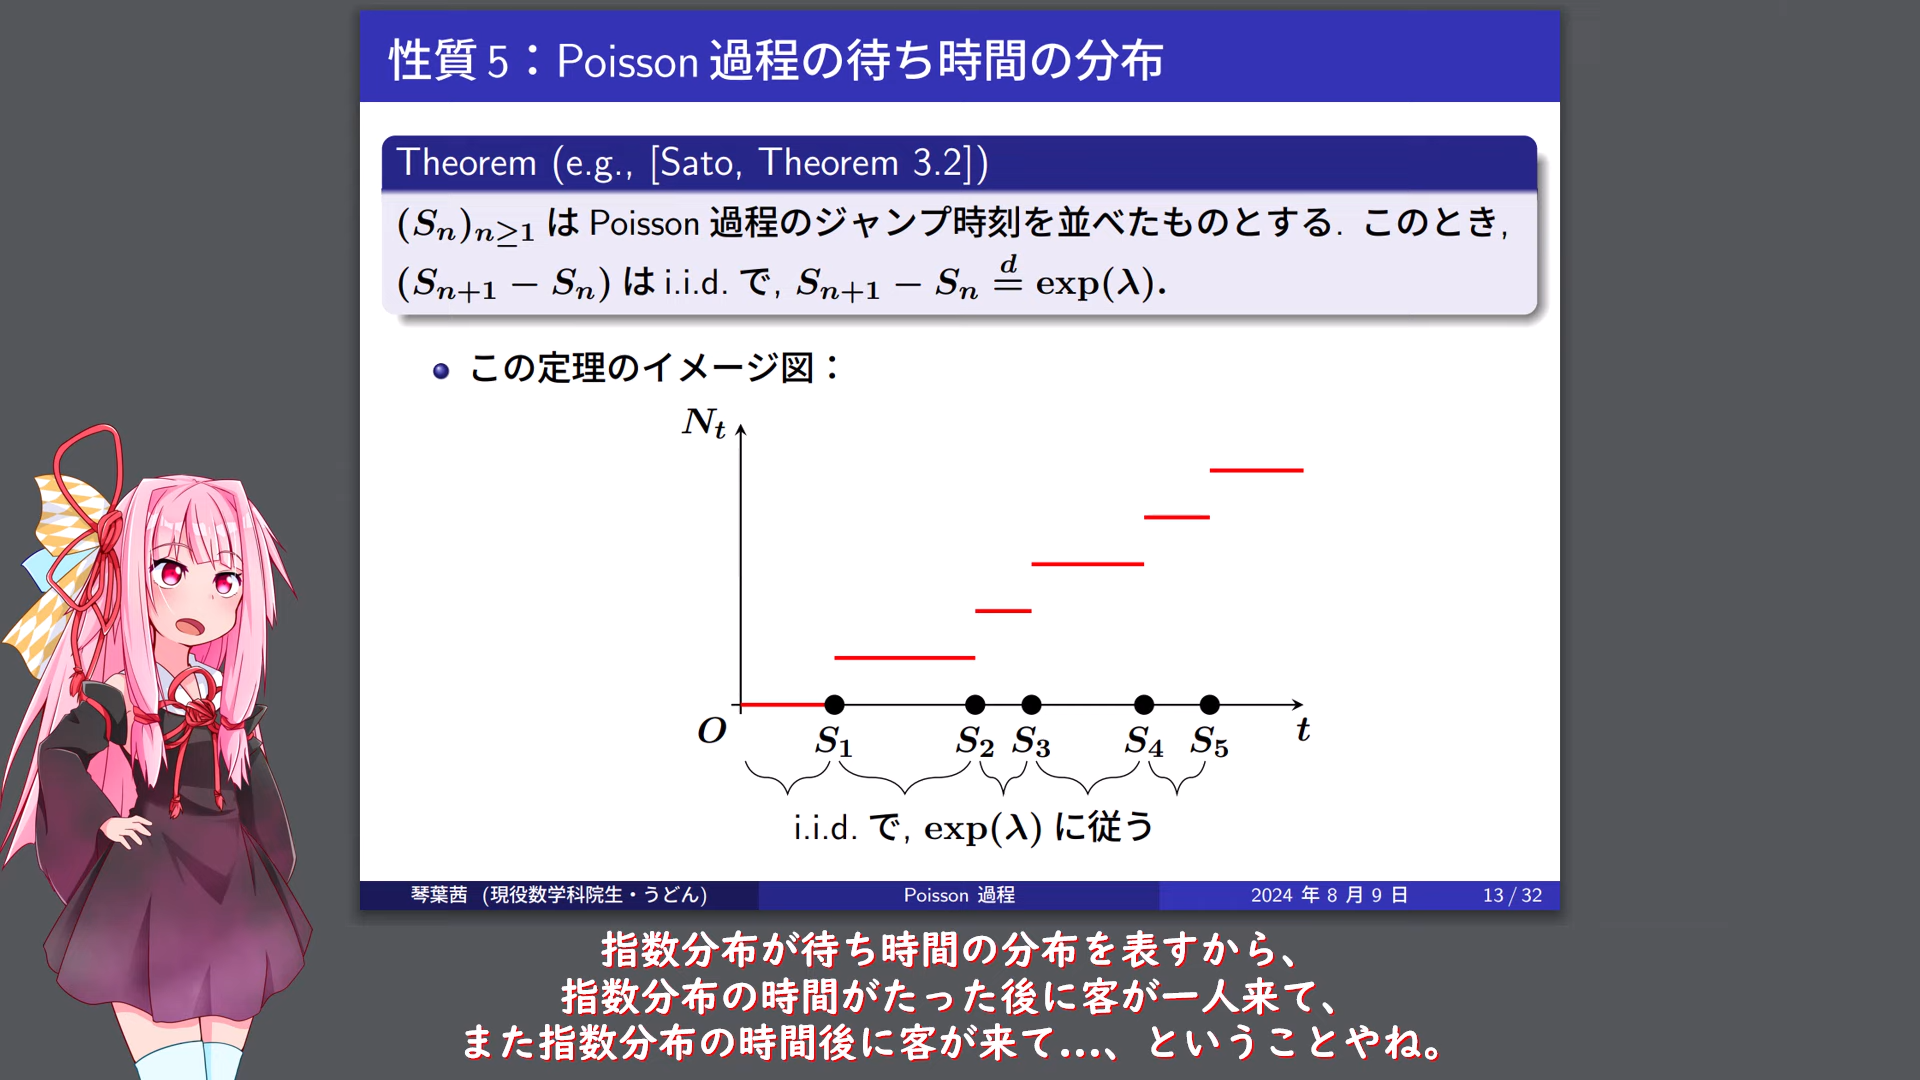 性質5：Poisson 過程の待ち時間の分布
Theorem (e.g., [Sato, Theorem 3.2])
(Sₙ)ₙ≥₁ は Poisson 過程のジャンプ時刻を並べたものとする. このとき,
(Sₙ₊₁ − Sₙ) は i.i.d. で, Sₙ₊₁ − Sₙ =ᵈ exp(λ).
この定理のイメージ図：
Nₜ
O
S₁ S₂ S₃ S₄ S₅
t
i.i.d. で, exp(λ) に従う
琴葉茜 (現役数学科院生・うどん) Poisson 過程 2024 年 8 月 9 日 13 / 32
指数分布が待ち時間の分布を表すから、
指数分布の時間がたった後に客が一人来て、
また指数分布の時間後に客が来て…、ということやね。